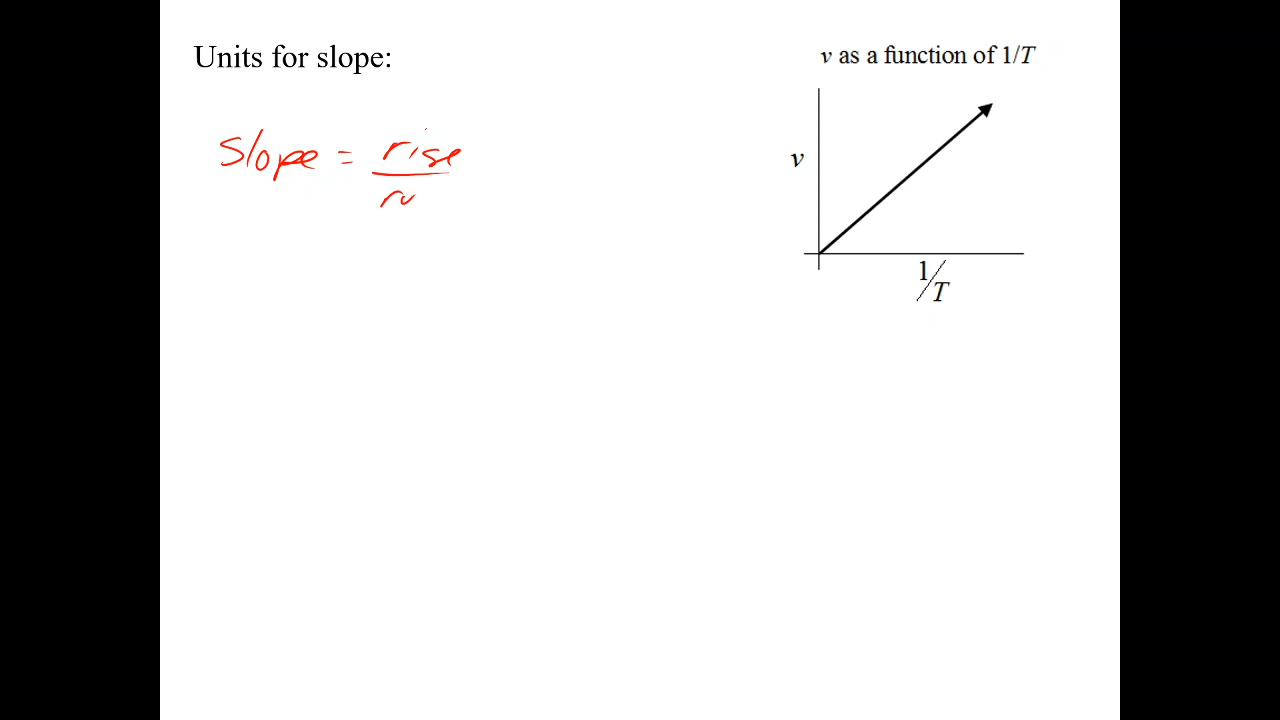 Units for slope:
v as a function of 1/T
slope = rise
ru
v
1/T